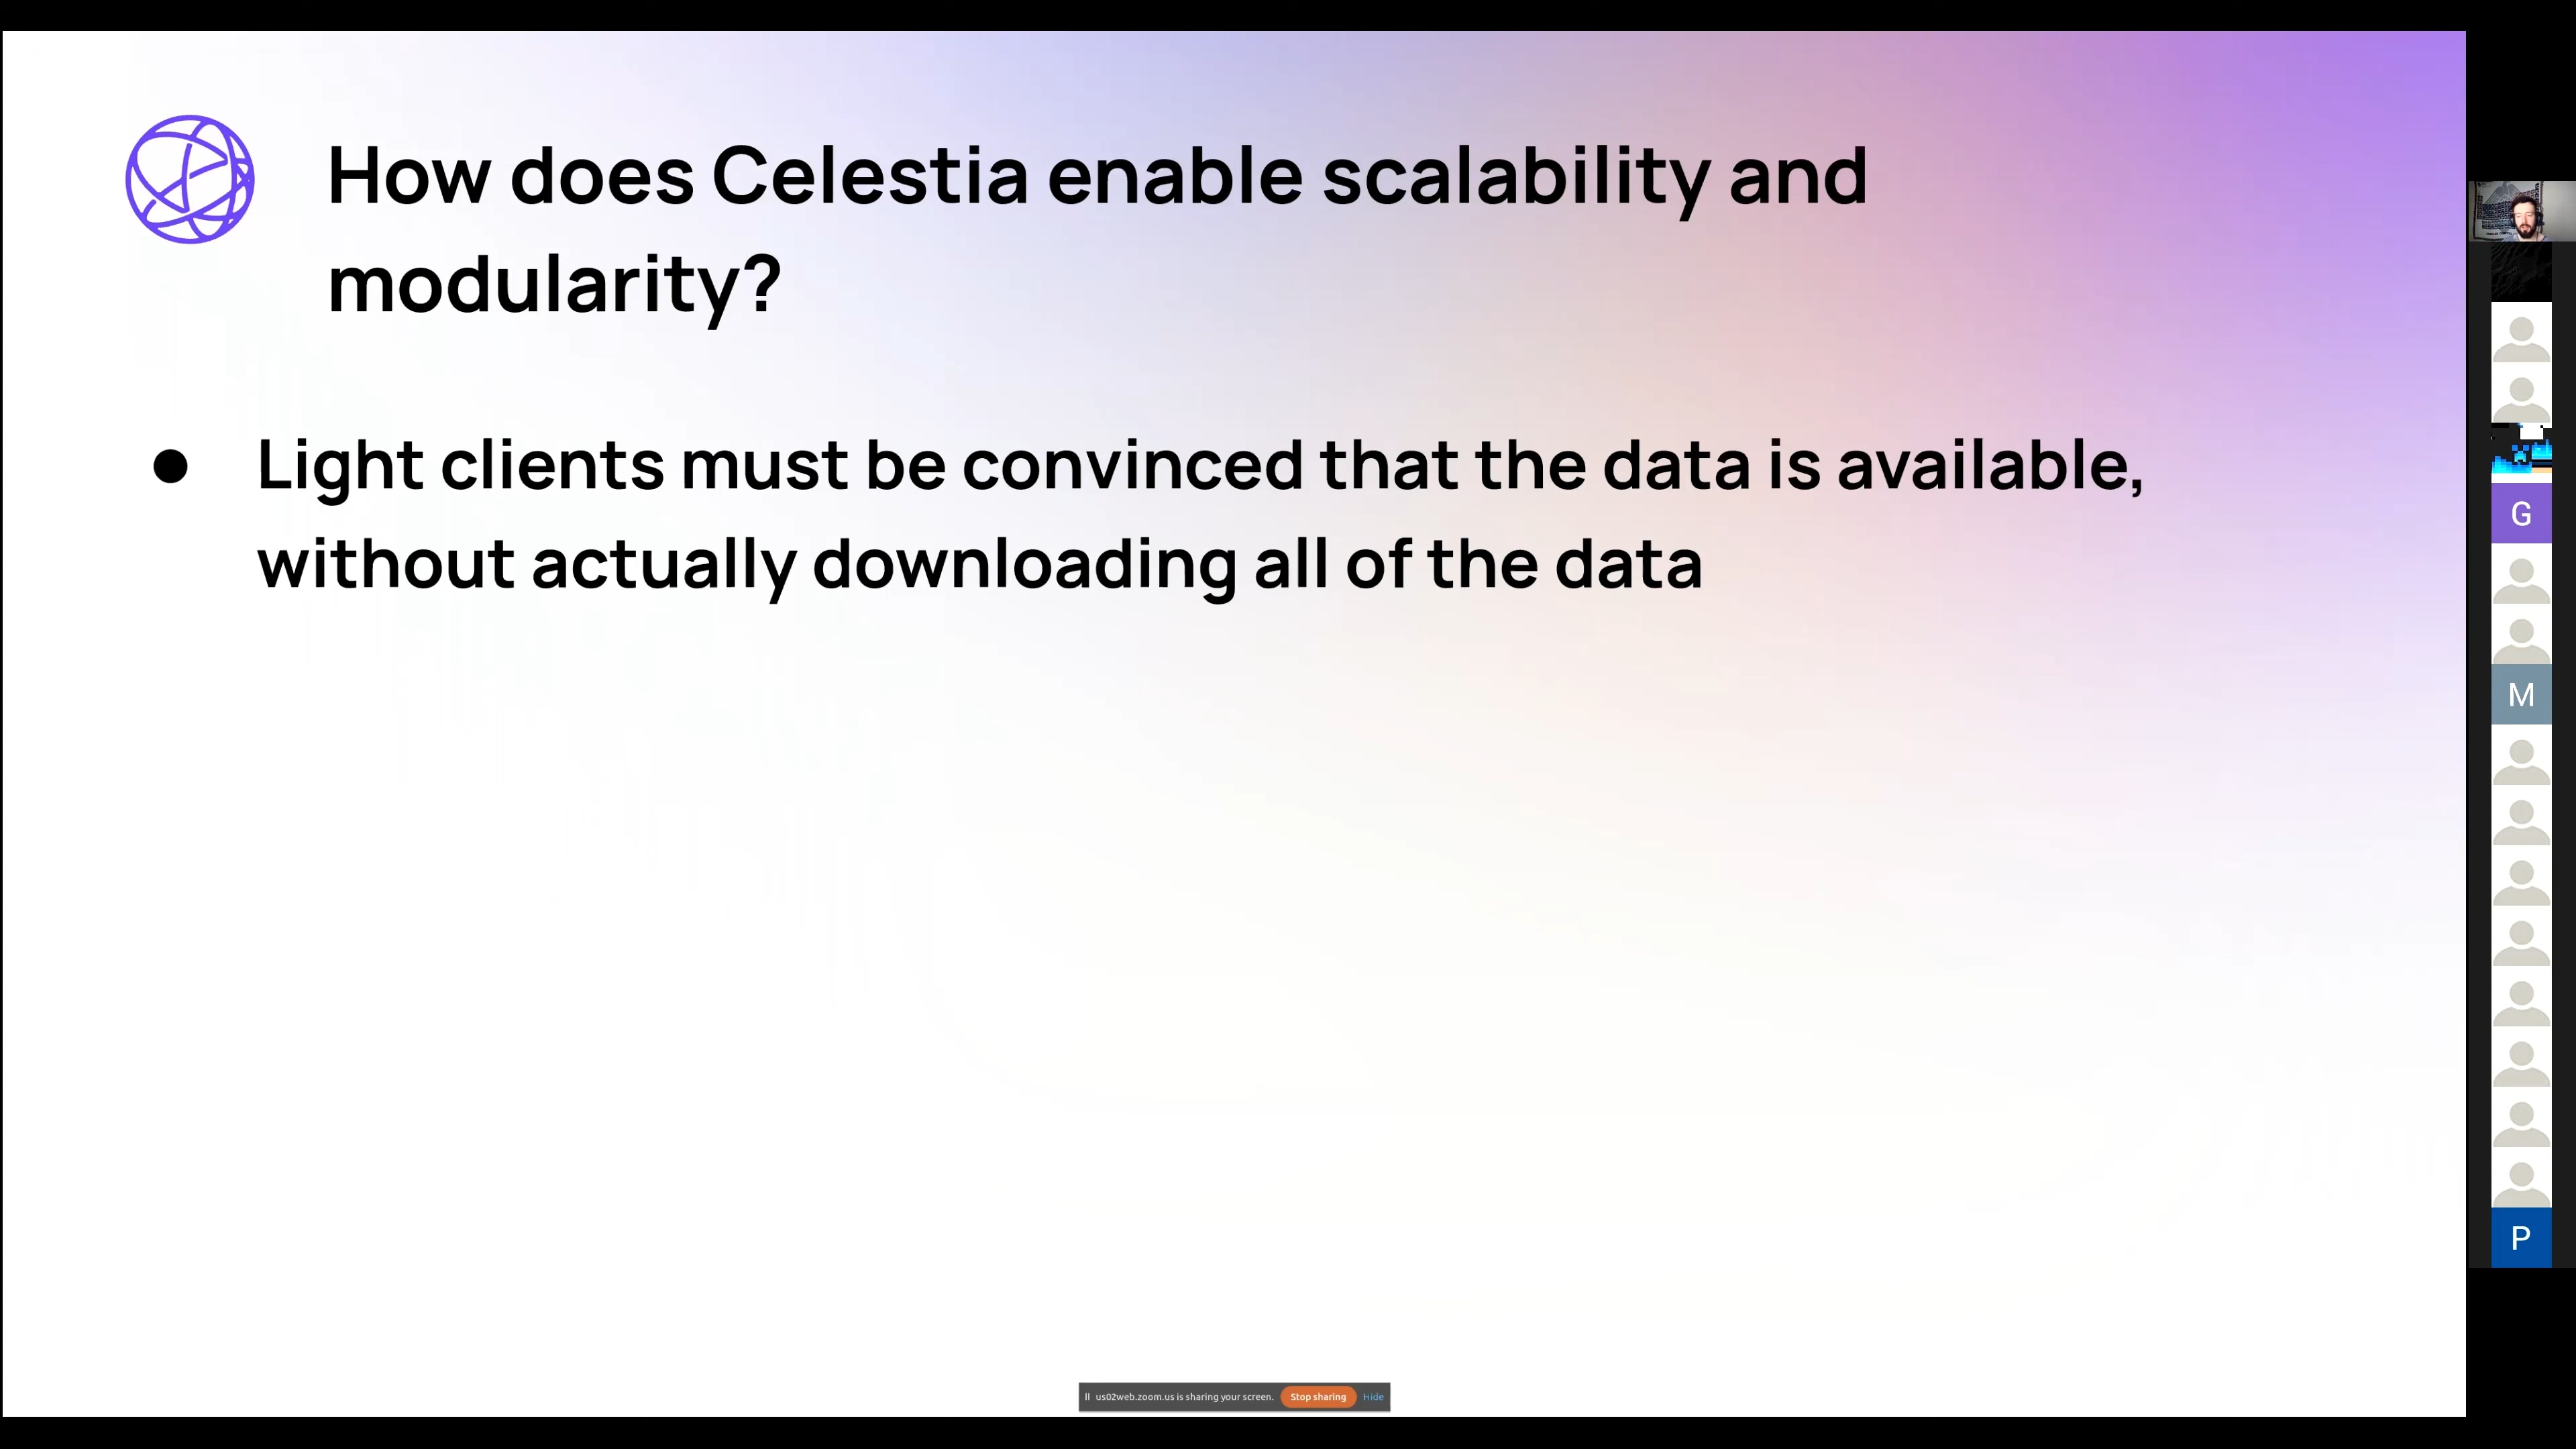 How does Celestia enable scalability and
modularity?
● Light clients must be convinced that the data is available,
without actually downloading all of the data
G
M
P
us02web.zoom.us is sharing your screen. Stop sharing Hide